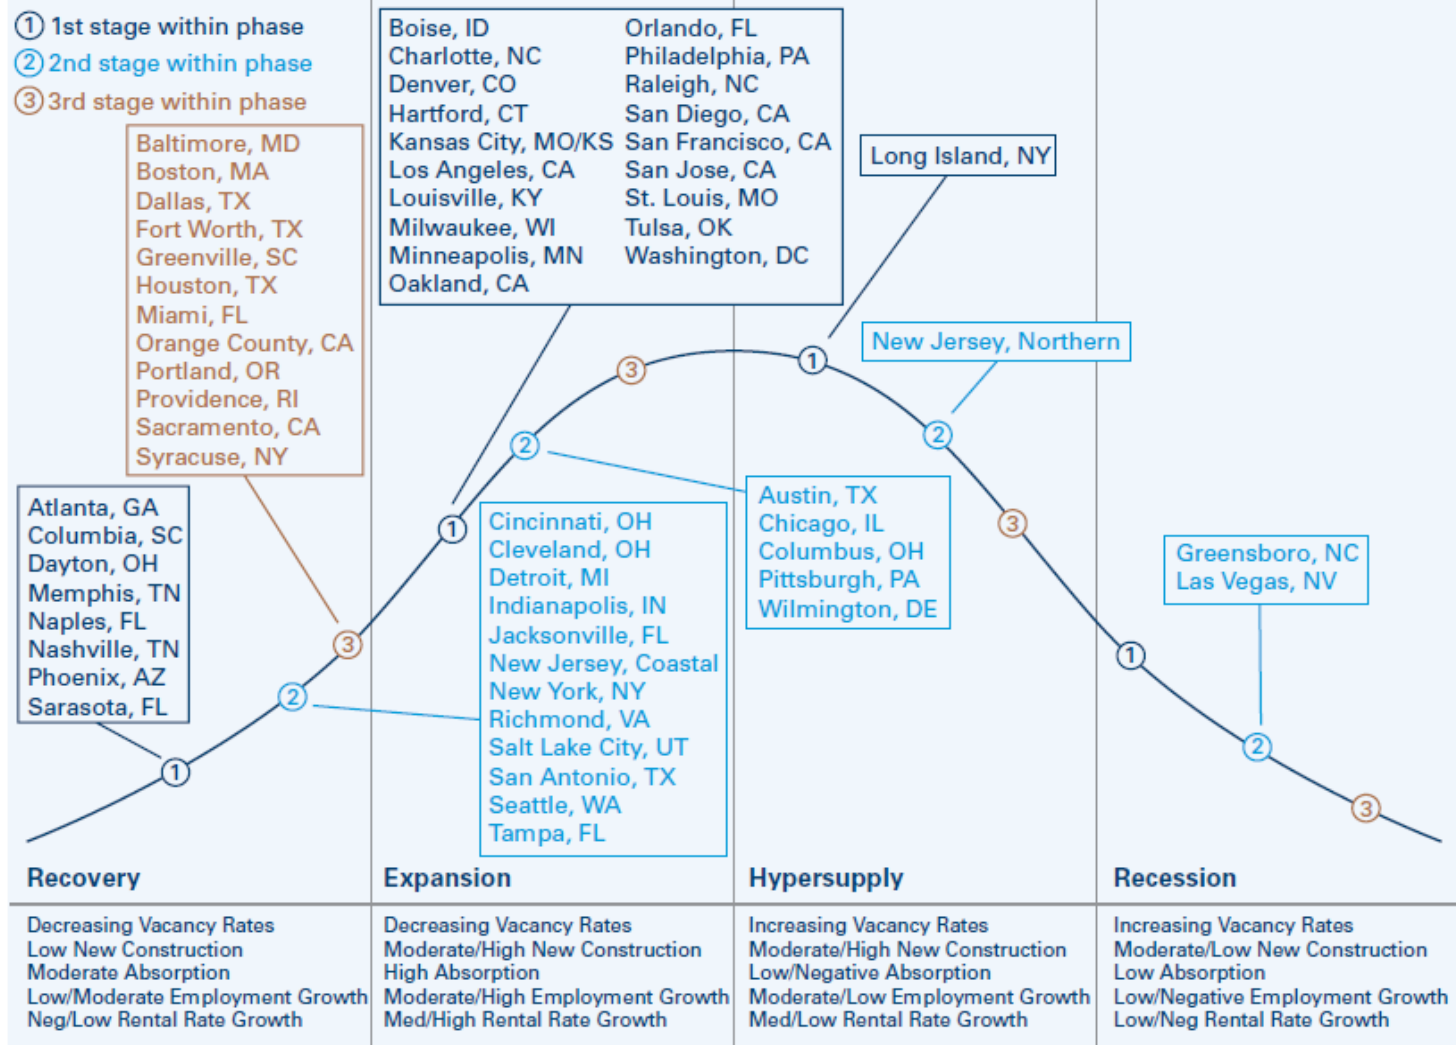 ① 1st stage within phase
② 2nd stage within phase
③ 3rd stage within phase
Baltimore, MD
Boston, MA
Dallas, TX
Fort Worth, TX
Greenville, SC
Houston, TX
Miami, FL
Orange County, CA
Portland, OR
Providence, RI
Sacramento, CA
Syracuse, NY
Atlanta, GA
Columbia, SC
Dayton, OH
Memphis, TN
Naples, FL
Nashville, TN
Phoenix, AZ
Sarasota, FL
①
②
③
Boise, ID
Charlotte, NC
Denver, CO
Hartford, CT
Kansas City, MO/KS
Los Angeles, CA
Louisville, KY
Milwaukee, WI
Minneapolis, MN
Oakland, CA
Orlando, FL
Philadelphia, PA
Raleigh, NC
San Diego, CA
San Francisco, CA
San Jose, CA
St. Louis, MO
Tulsa, OK
Washington, DC
①
②
③
Cincinnati, OH
Cleveland, OH
Detroit, MI
Indianapolis, IN
Jacksonville, FL
New Jersey, Coastal
New York, NY
Richmond, VA
Salt Lake City, UT
San Antonio, TX
Seattle, WA
Tampa, FL
Long Island, NY
New Jersey, Northern
①
②
③
Austin, TX
Chicago, IL
Columbus, OH
Pittsburgh, PA
Wilmington, DE
Greensboro, NC
Las Vegas, NV
①
②
③
Recovery
Decreasing Vacancy Rates
Low New Construction
Moderate Absorption
Low/Moderate Employment Growth
Neg/Low Rental Rate Growth
Expansion
Decreasing Vacancy Rates
Moderate/High New Construction
High Absorption
Moderate/High Employment Growth
Med/High Rental Rate Growth
Hypersupply
Increasing Vacancy Rates
Moderate/High New Construction
Low/Negative Absorption
Moderate/Low Employment Growth
Med/Low Rental Rate Growth
Recession
Increasing Vacancy Rates
Moderate/Low New Construction
Low Absorption
Low/Negative Employment Growth
Low/Neg Rental Rate Growth